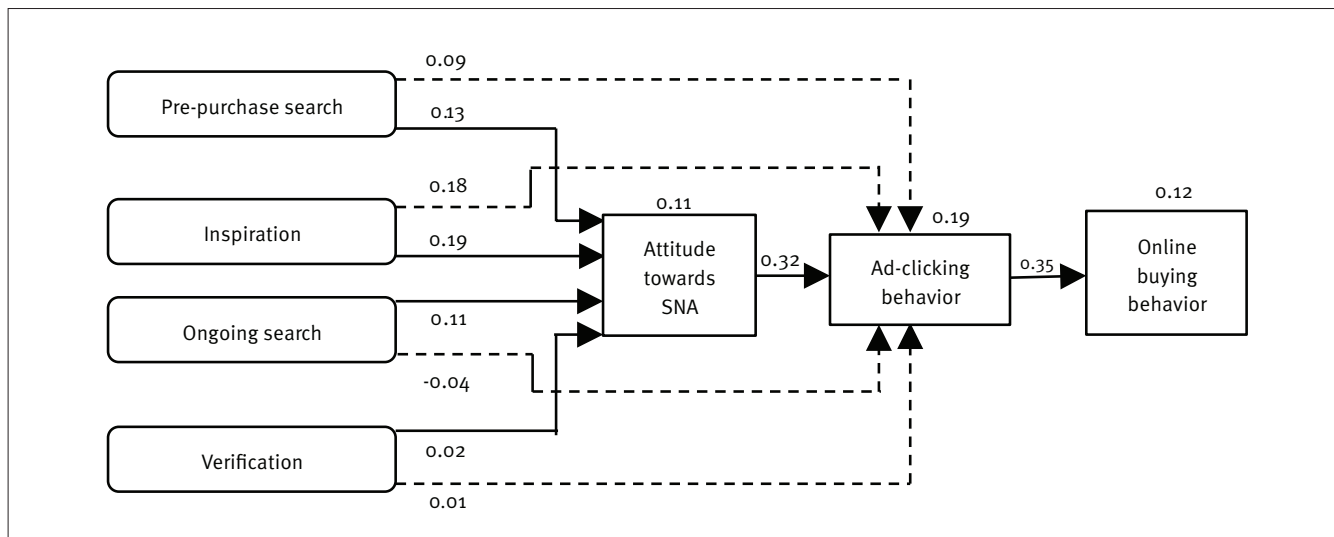 0.09
Pre-purchase search
0.13
0.18
Inspiration
0.19
0.11
Attitude
towards
SNA
0.32
0.19
Ad-clicking
behavior
0.35
0.12
Online
buying
behavior
Ongoing search
0.11
-0.04
Verification
0.02
0.01